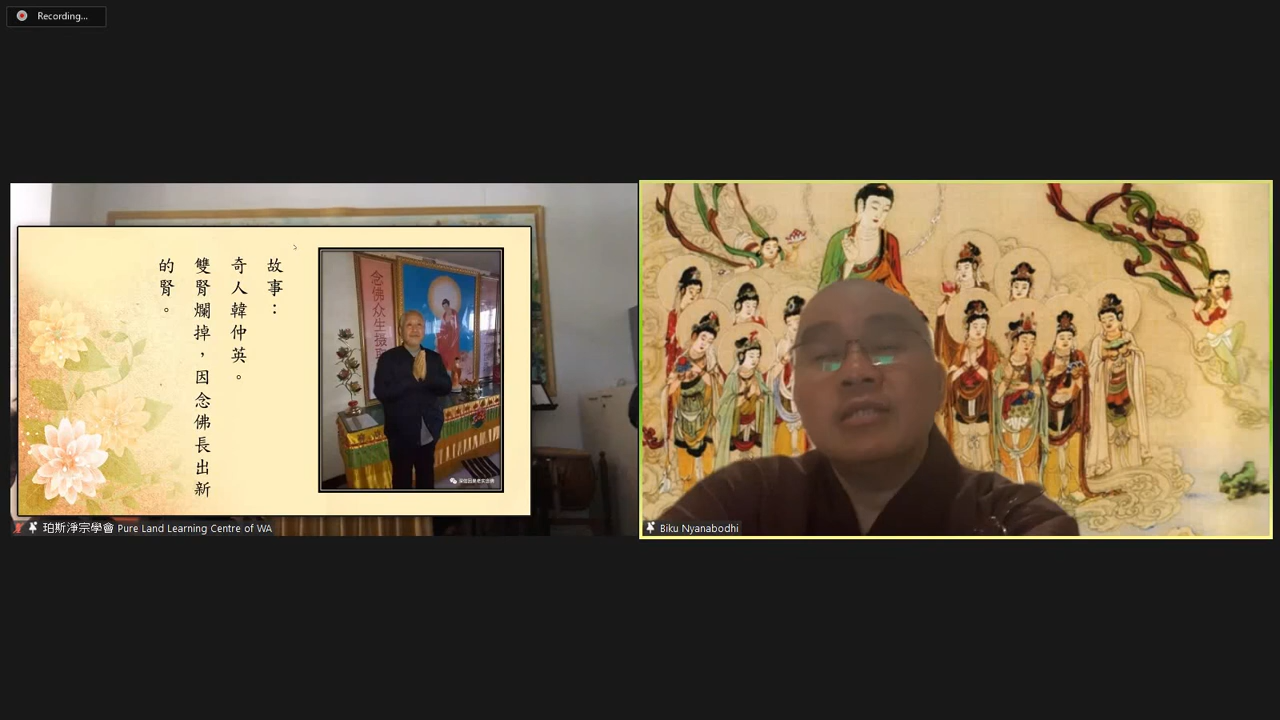 Recording...
故事：
奇人韓仲英。
雙腎爛掉，因念佛長出新
的腎。
念佛众生摄取
珀斯淨宗學會 Pure Land Learning Centre of WA
Biku Nyanabodhi